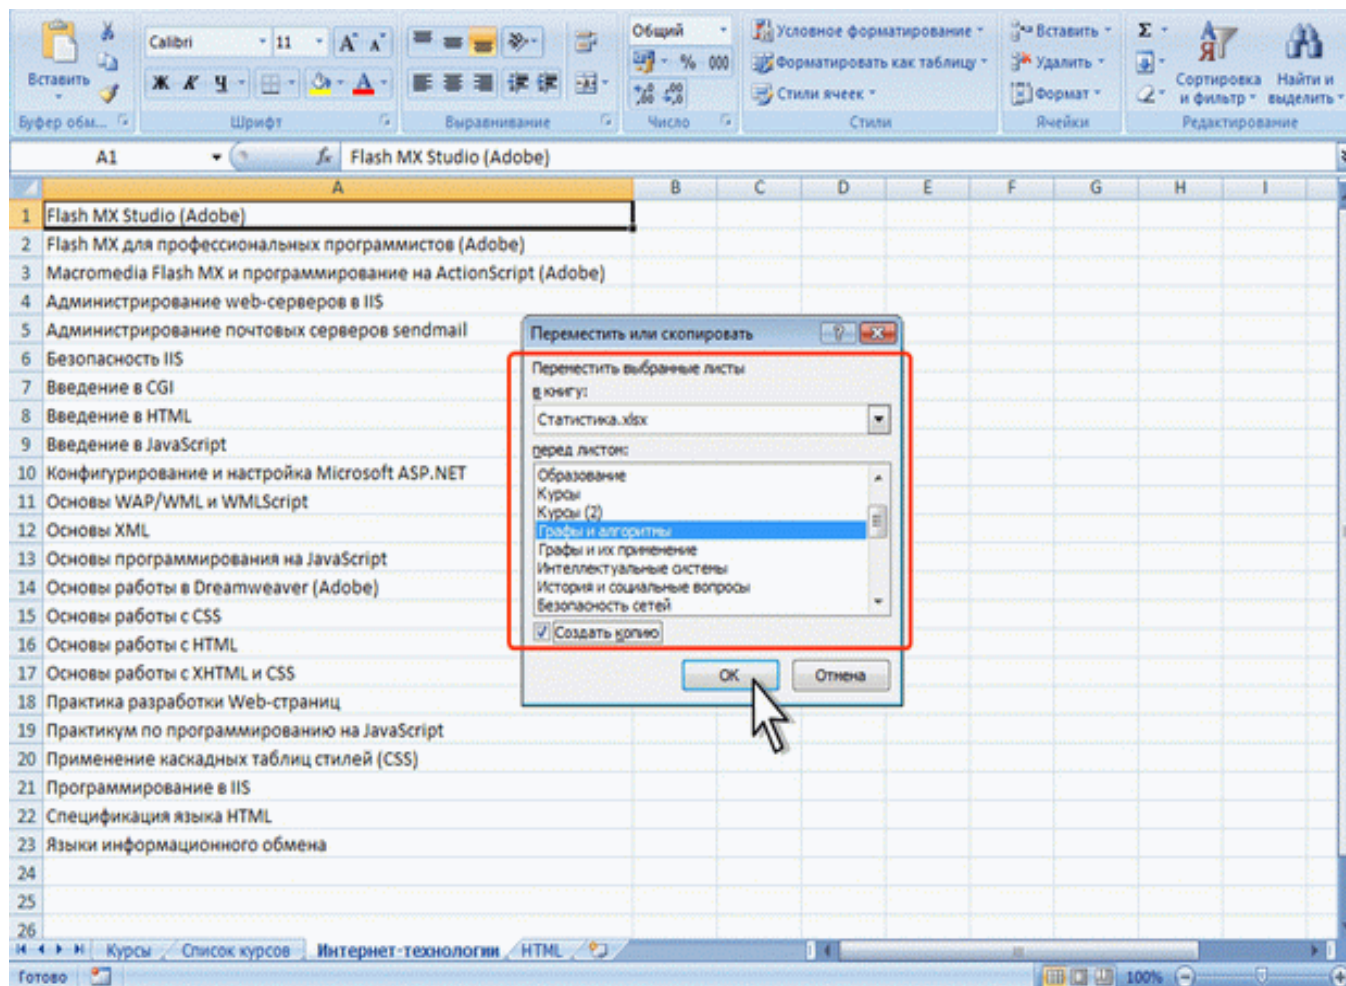 Calibri 11 A A Общий Условное форматирование Вставить Σ
Вставить Ж К Ч A % 000 Форматировать как таблицу Удалить Сортировка Найти и
,00 Стили ячеек Формат и фильтр выделить
Буфер обм... Шрифт Выравнивание Число Стили Ячейки Редактирование
A1 fx Flash MX Studio (Adobe)
A B C D E F G H I
1 Flash MX Studio (Adobe)
2 Flash MX для профессиональных программистов (Adobe)
3 Macromedia Flash MX и программирование на ActionScript (Adobe)
4 Администрирование web-серверов в IIS
5 Администрирование почтовых серверов sendmail
6 Безопасность IIS
7 Введение в CGI
8 Введение в HTML
9 Введение в JavaScript
10 Конфигурирование и настройка Microsoft ASP.NET
11 Основы WAP/WML и WMLScript
12 Основы XML
13 Основы программирования на JavaScript
14 Основы работы в Dreamweaver (Adobe)
15 Основы работы с CSS
16 Основы работы с HTML
17 Основы работы с XHTML и CSS
18 Практика разработки Web-страниц
19 Практикум по программированию на JavaScript
20 Применение каскадных таблиц стилей (CSS)
21 Программирование в IIS
22 Спецификация языка HTML
23 Языки информационного обмена
24
25
26
Переместить или скопировать
Переместить выбранные листы
в книгу:
Статистика.xlsx
перед листом:
Образование
Курсы
Курсы (2)
Графы и алгоритмы
Графы и их применение
Интеллектуальные системы
История и социальные вопросы
Безопасность сетей
Создать копию
ОК Отмена
Курсы Список курсов Интернет-технологии HTML
Готово 100%